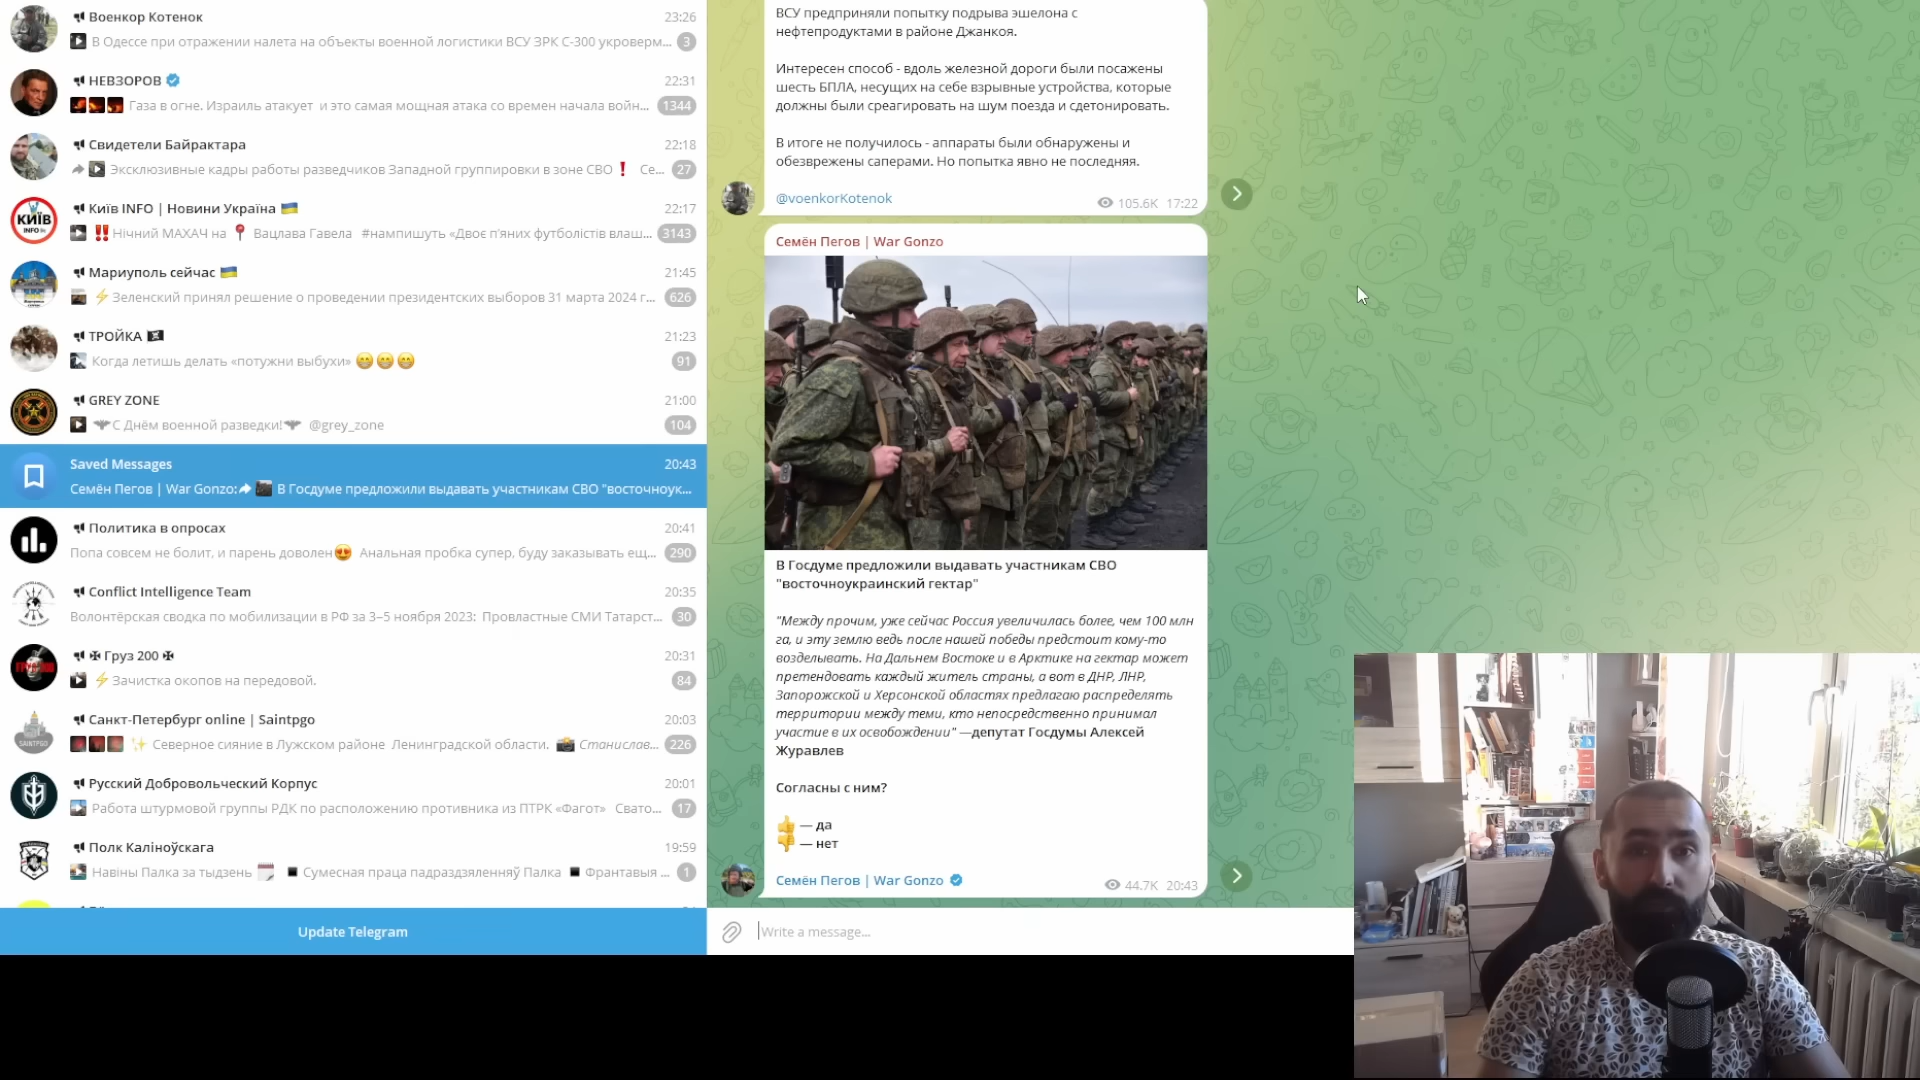 Военкор Котенок
23:26
В Одессе при отражении налета на объекты военной логистики ВСУ ЗРК С-300 укроверм...
3
НЕВЗОРОВ
22:31
Газа в огне. Израиль атакует и это самая мощная атака со времен начала войн...
1344
Свидетели Байрактара
22:18
Эксклюзивные кадры работы разведчиков Западной группировки в зоне СВО❗ Се...
27
КИЇВ
INFO
Київ INFO | Новини Україна 🇺🇦
22:17
‼️Нічний МАХАЧ на 📍 Вацлава Гавела #нампишуть «Двоє п'яних футболістів влаш...
3143
Мариуполь сейчас 🇺🇦
21:45
⚡Зеленский принял решение о проведении президентских выборов 31 марта 2024 г...
626
ТРОЙКА 🏴‍☠️
21:23
Когда летишь делать «потужни выбухи» 😁😁😁
91
GREY ZONE
21:00
🦇С Днём военной разведки!🦇 @grey_zone
104
Saved Messages
20:43
Семён Пегов | War Gonzo: В Госдуме предложили выдавать участникам СВО "восточноук...
Политика в опросах
20:41
Попа совсем не болит, и парень доволен😍 Анальная пробка супер, буду заказывать ещ...
290
Conflict Intelligence Team
20:35
Волонтёрская сводка по мобилизации в РФ за 3–5 ноября 2023: Провластные СМИ Татарст...
30
✠ Груз 200 ✠
20:31
⚡Зачистка окопов на передовой.
84
SAINTPGO
Санкт-Петербург online | Saintpgo
20:03
✨ Северное сияние в Лужском районе Ленинградской области. 📸 Станислав...
226
Русский Добровольческий Корпус
20:01
Работа штурмовой группы РДК по расположению противника из ПТРК «Фагот» Свато...
17
Полк Каліноўскага
19:59
Навіны Палка за тыдзень 🗓 ◾ Сумесная праца падраздзяленняў Палка ◾ Франтавыя ...
1
Update Telegram
ВСУ предприняли попытку подрыва эшелона с
нефтепродуктами в районе Джанкоя.
Интересен способ - вдоль железной дороги были посажены
шесть БПЛА, несущих на себе взрывные устройства, которые
должны были среагировать на шум поезда и сдетонировать.
В итоге не получилось - аппараты были обнаружены и
обезврежены саперами. Но попытка явно не последняя.
@voenkorKotenok
105.6K 17:22
Семён Пегов | War Gonzo
В Госдуме предложили выдавать участникам СВО
"восточноукраинский гектар"
"Между прочим, уже сейчас Россия увеличилась более, чем 100 млн
га, и эту землю ведь после нашей победы предстоит кому-то
возделывать. На Дальнем Востоке и в Арктике на гектар может
претендовать каждый житель страны, а вот в ДНР, ЛНР,
Запорожской и Херсонской областях предлагаю распределять
территории между теми, кто непосредственно принимал
участие в их освобождении" —депутат Госдумы Алексей
Журавлев
Согласны с ним?
👍 — да
👎 — нет
Семён Пегов | War Gonzo
44.7K 20:43
Write a message...